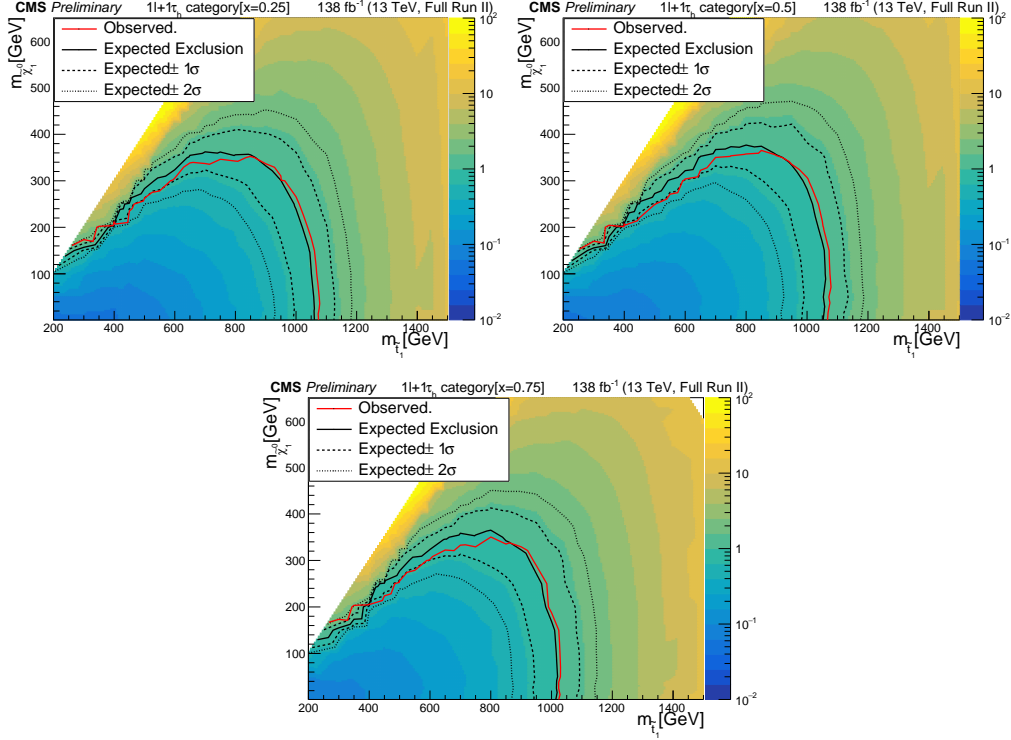 CMS Preliminary 1l+1τh category[x=0.25] 138 fb-1 (13 TeV, Full Run II)
mχ̃01[GeV]
Observed.
Expected Exclusion
Expected± 1σ
Expected± 2σ
600
500
400
300
200
100
200 400 600 800 1000 1200 1400
mt̃1[GeV]
10^2
10
1
10^-1
10^-2
CMS Preliminary 1l+1τh category[x=0.5] 138 fb-1 (13 TeV, Full Run II)
mχ̃01[GeV]
Observed.
Expected Exclusion
Expected± 1σ
Expected± 2σ
600
500
400
300
200
100
200 400 600 800 1000 1200 1400
mt̃1[GeV]
10^2
10
1
10^-1
10^-2
CMS Preliminary 1l+1τh category[x=0.75] 138 fb-1 (13 TeV, Full Run II)
mχ̃01[GeV]
Observed.
Expected Exclusion
Expected± 1σ
Expected± 2σ
600
500
400
300
200
100
200 400 600 800 1000 1200 1400
mt̃1[GeV]
10^2
10
1
10^-1
10^-2